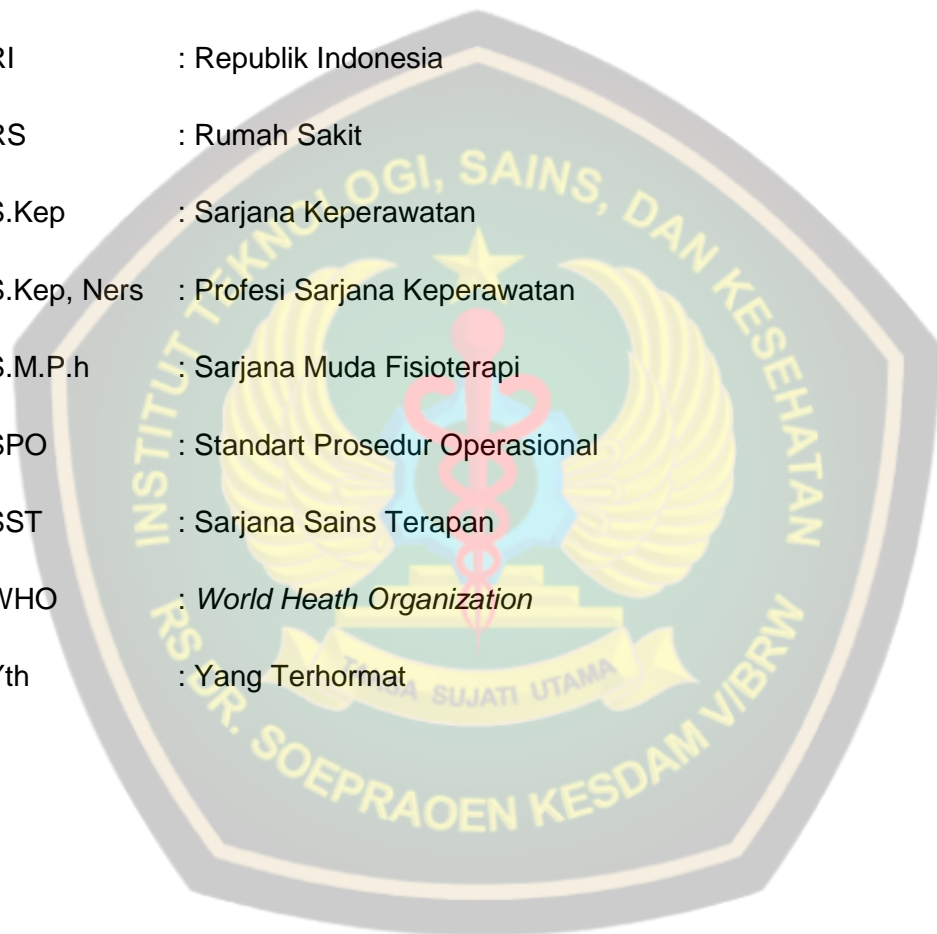 RI : Republik Indonesia
RS : Rumah Sakit
S.Kep : Sarjana Keperawatan
S.Kep, Ners : Profesi Sarjana Keperawatan
S.M.P.h : Sarjana Muda Fisioterapi
SPO : Standart Prosedur Operasional
SST : Sarjana Sains Terapan
WHO : World Heath Organization
Yth : Yang Terhormat
INSTITUT TEKNOLOGI, SAINS, DAN KESEHATAN
SUJATI UTAMA
RS DR. SOEPRAOEN KESDAM V/BRW